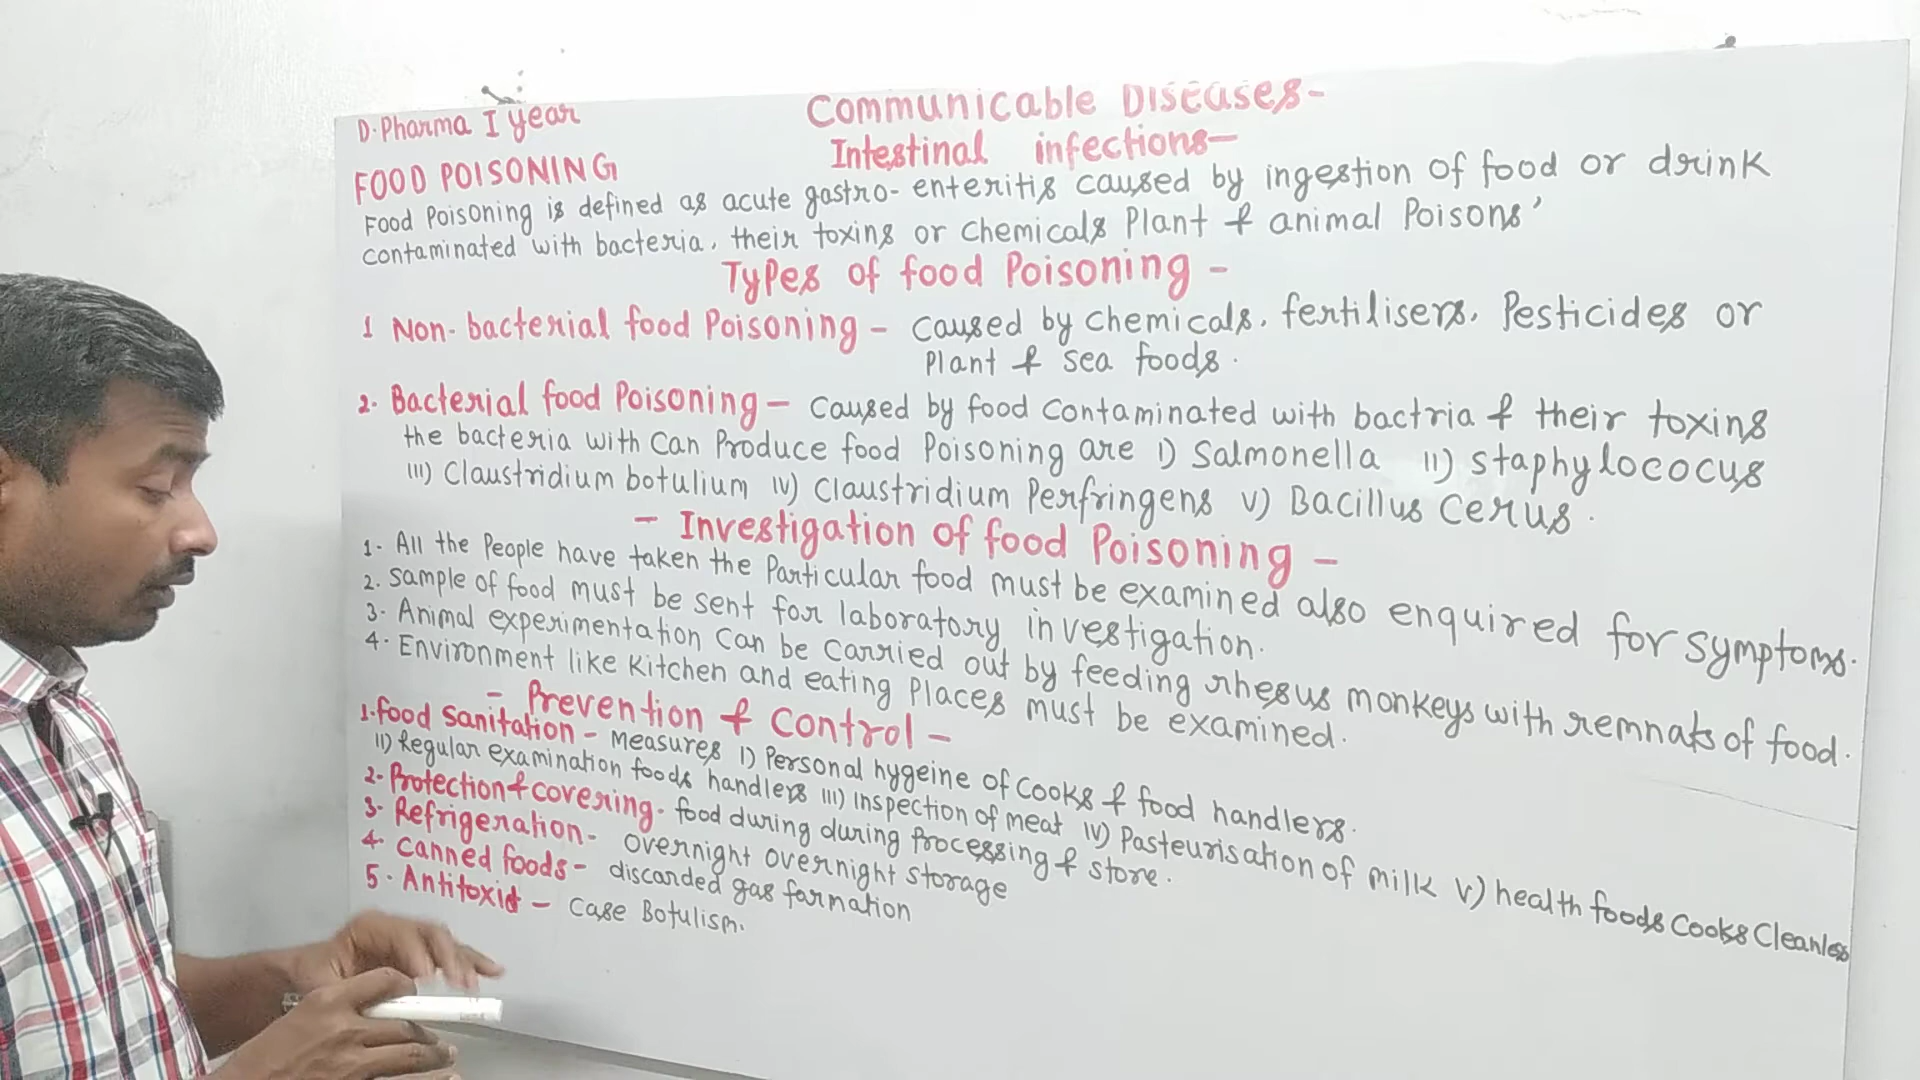 D. Pharma I year
Communicable Diseases-
Intestinal infections-
FOOD POISONING
Food Poisoning is defined as acute gastro-enteritis caused by ingestion of food or drink
contaminated with bacteria, their toxins or chemicals Plant & animal Poisons'
Types of food Poisoning -
1 Non-bacterial food Poisoning - Caused by chemicals, fertilisers, Pesticides or
Plant & sea foods.
2. Bacterial food Poisoning - Caused by food contaminated with bactria & their toxins
the bacteria with can Produce food Poisoning are I) Salmonella II) staphylococus
III) Claustridium botulium IV) Claustridium Perfringens V) Bacillus Cerus.
- Investigation of food Poisoning -
1. All the People have taken the Particular food must be examined also enquired for symptoms.
2. Sample of food must be sent for laboratory investigation.
3. Animal experimentation can be carried out by feeding rhesus monkeys with remnats of food.
4. Environment like Kitchen and eating Places must be examined.
- Prevention & Control -
1. food sanitation - Measures I) Personal hygeine of Cooks & food handlers.
II) Regular examination foods handlers III) Inspection of meat IV) Pasteurisation of milk V) health foods Cooks Cleanless
2. Protection & covering. food during during Processing & store.
3. Refrigeration - overnight overnight storage
4. Canned foods - discarded gas formation
5. Antitoxid - Case Botulism.